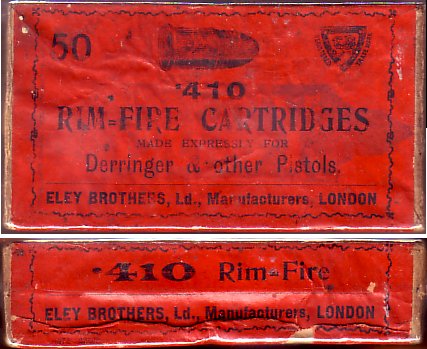 50
·410
RIM-FIRE CARTRIDGES
MADE EXPRESSLY FOR
Derringer & other Pistols,
ELEY BROTHERS, Ld., Manufacturers, LONDON
·410 Rim-Fire
ELEY BROTHERS, Ld., Manufacturers, LONDON